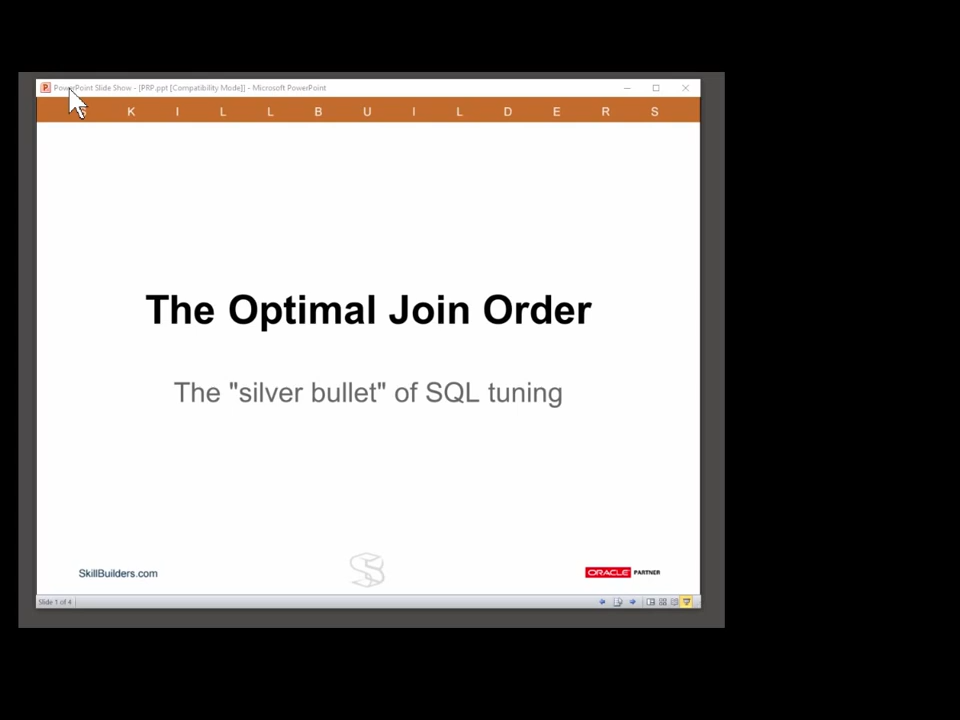 PowerPoint Slide Show - [PRP.ppt [Compatibility Mode]] - Microsoft PowerPoint
S K I L L B U I L D E R S
The Optimal Join Order
The "silver bullet" of SQL tuning
SkillBuilders.com
ORACLE PARTNER
Slide 1 of 4